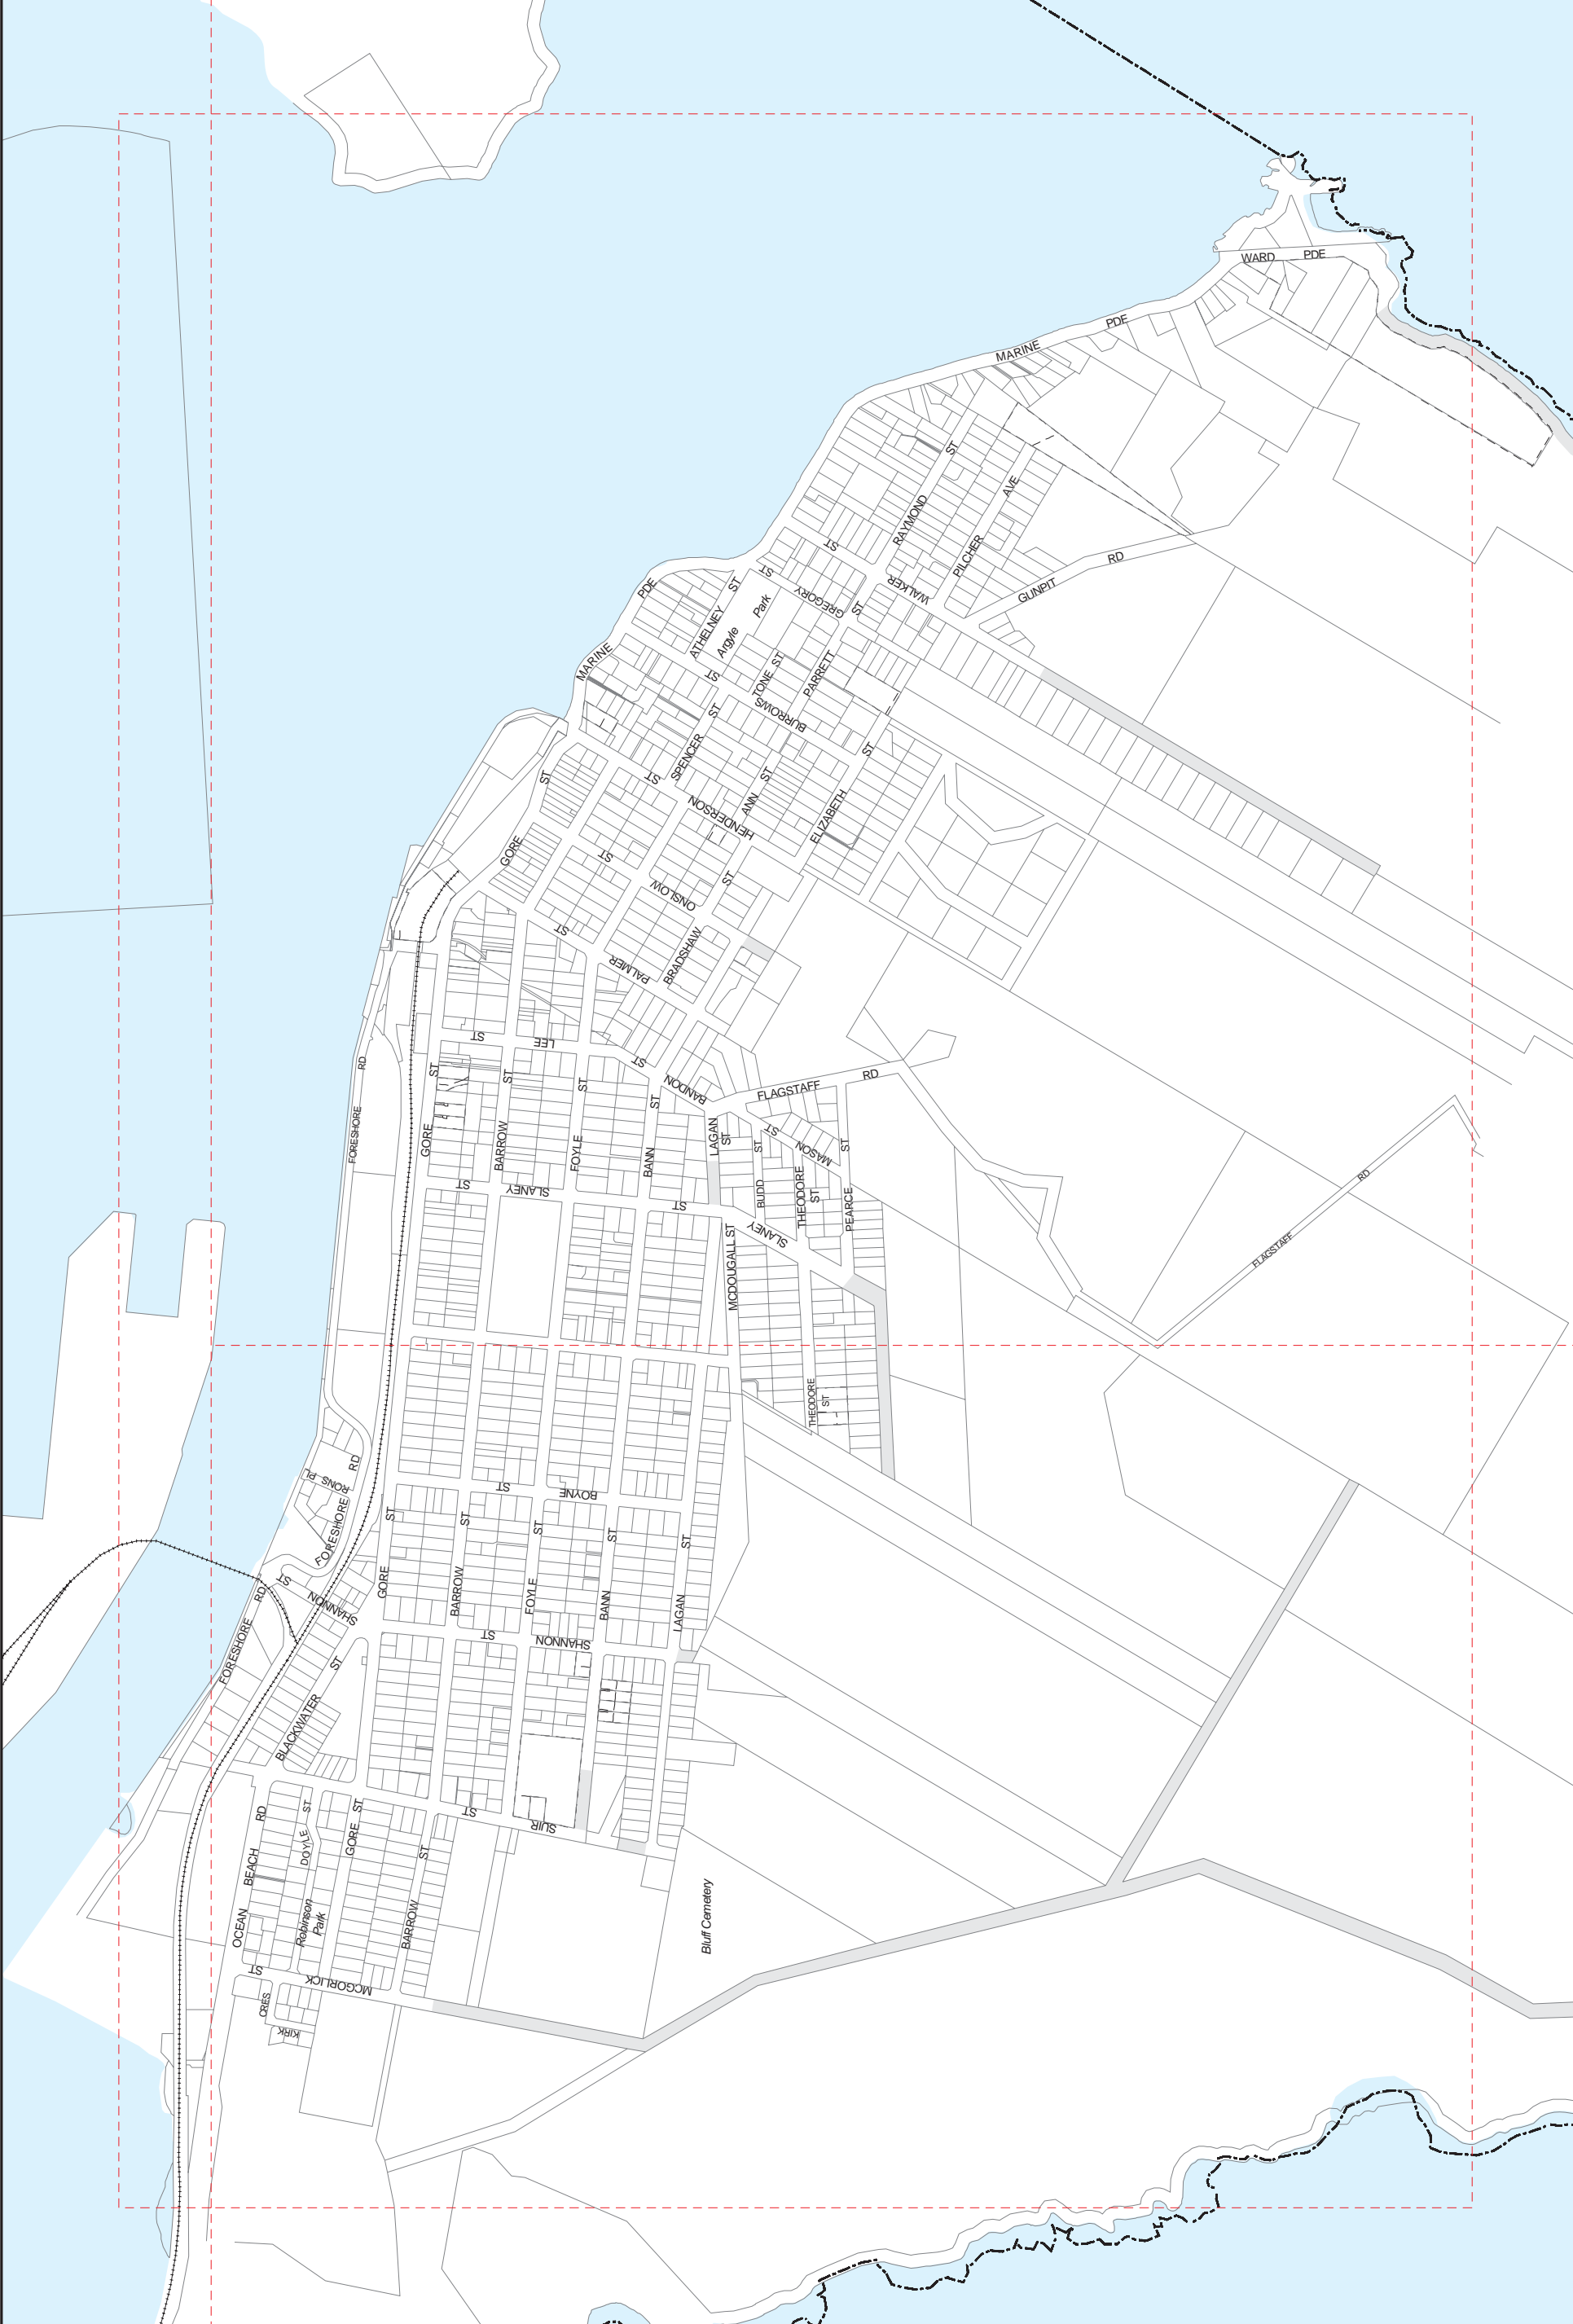 WARD PDE
MARINE PDE
RAYMOND ST
PILCHER AVE
GUNPIT RD
WALKER ST
GREGORY ST
MARINE PDE
ATHELNEY ST
Argyle Park
TONE ST
PARRETT ST
BURROWS ST
SPENCER ST
HENDERSON ST
ANN ST
ELIZABETH ST
GORE ST
ONSLOW ST
BRADSHAW ST
PALMER ST
LEE ST
BANDON ST
FLAGSTAFF RD
FORESHORE RD
GORE ST
BARROW ST
FOYLE ST
BANN ST
LAGAN ST
BUDD ST
MASON ST
THEODORE ST
PEARCE ST
SLANEY ST
SLANEY ST
MCDOUGALL ST
FLAGSTAFF RD
THEODORE ST
RONS PL
FORESHORE RD
BOYNE ST
GORE ST
BARROW ST
FOYLE ST
BANN ST
LAGAN ST
SHANNON ST
SHANNON ST
FORESHORE RD
BLACKWATER ST
SUIR ST
OCEAN BEACH RD
DOYLE ST
Robinson Park
GORE ST
BARROW ST
Bluff Cemetery
MCGORLICK ST
KIRK CRES